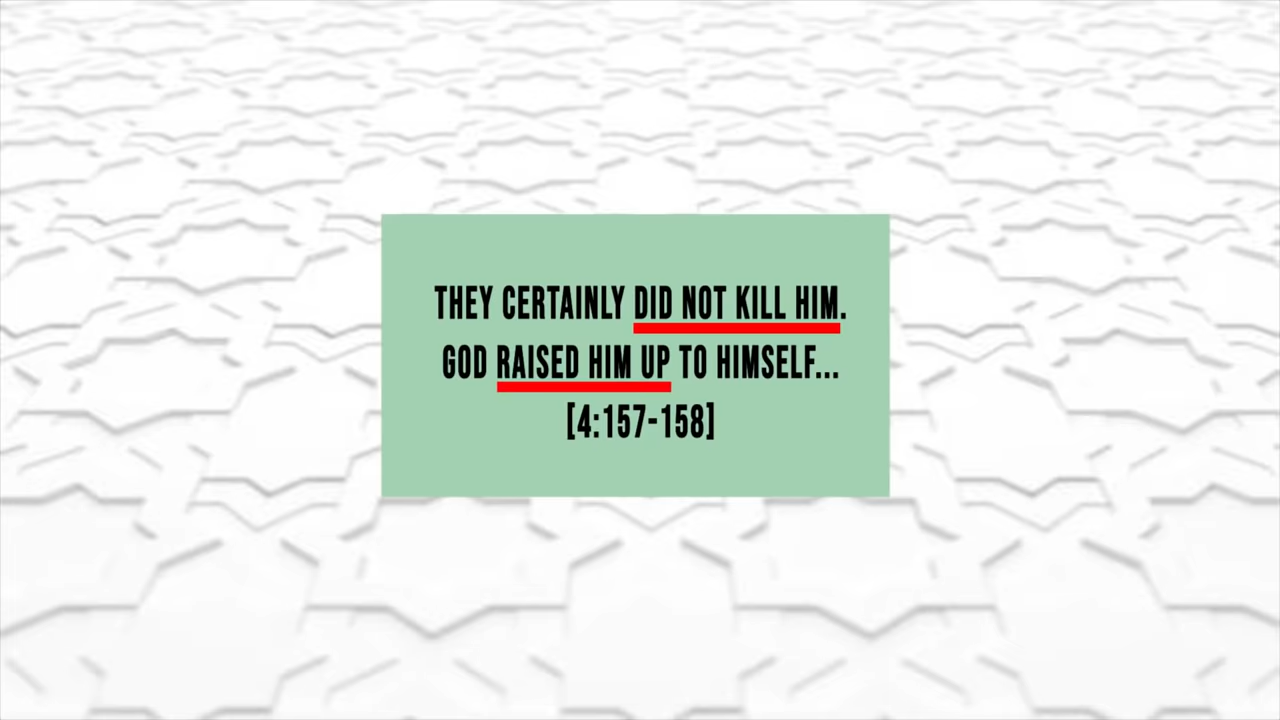 THEY CERTAINLY DID NOT KILL HIM.
GOD RAISED HIM UP TO HIMSELF...
[4:157-158]